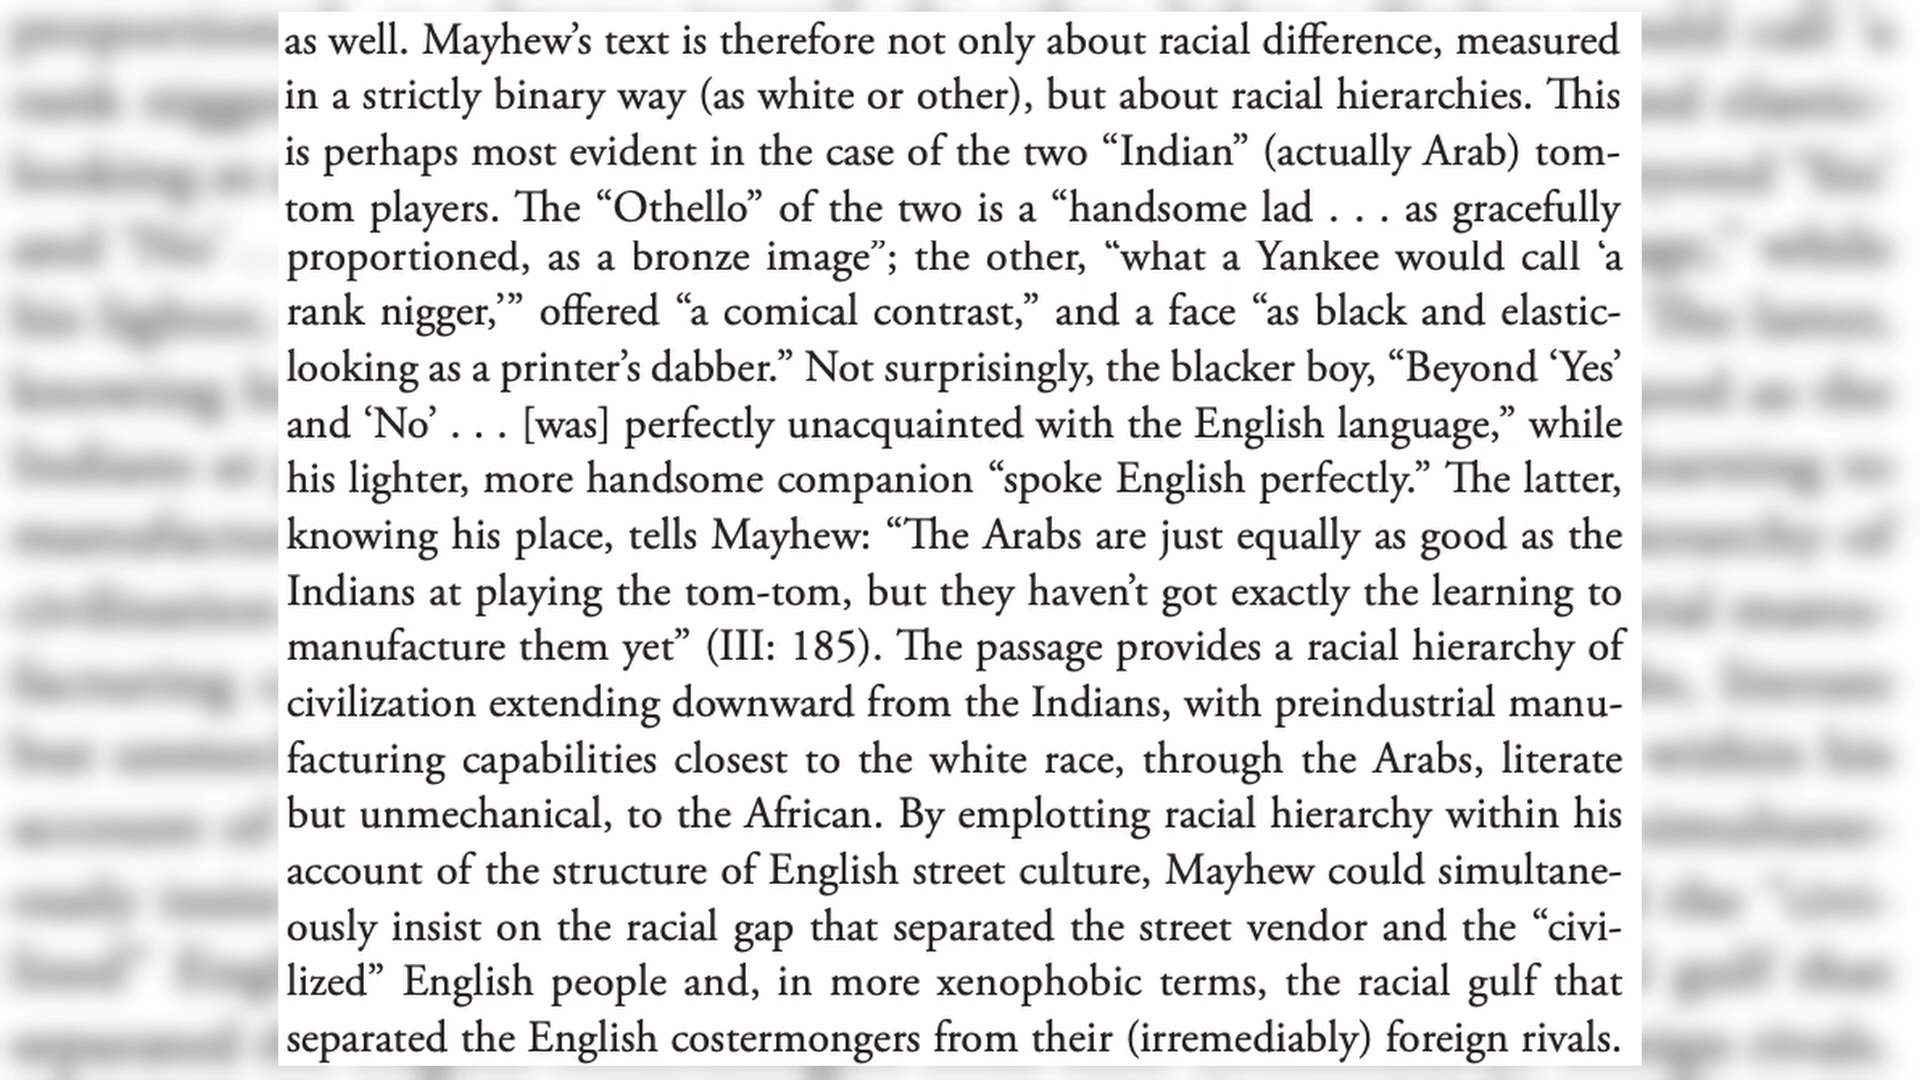 as well. Mayhew’s text is therefore not only about racial difference, measured
in a strictly binary way (as white or other), but about racial hierarchies. This
is perhaps most evident in the case of the two “Indian” (actually Arab) tom-
tom players. The “Othello” of the two is a “handsome lad . . . as gracefully
proportioned, as a bronze image”; the other, “what a Yankee would call ‘a
rank nigger,’” offered “a comical contrast,” and a face “as black and elastic-
looking as a printer’s dabber.” Not surprisingly, the blacker boy, “Beyond ‘Yes’
and ‘No’ . . . [was] perfectly unacquainted with the English language,” while
his lighter, more handsome companion “spoke English perfectly.” The latter,
knowing his place, tells Mayhew: “The Arabs are just equally as good as the
Indians at playing the tom-tom, but they haven’t got exactly the learning to
manufacture them yet” (III: 185). The passage provides a racial hierarchy of
civilization extending downward from the Indians, with preindustrial manu-
facturing capabilities closest to the white race, through the Arabs, literate
but unmechanical, to the African. By emplotting racial hierarchy within his
account of the structure of English street culture, Mayhew could simultane-
ously insist on the racial gap that separated the street vendor and the “civi-
lized” English people and, in more xenophobic terms, the racial gulf that
separated the English costermongers from their (irremediably) foreign rivals.